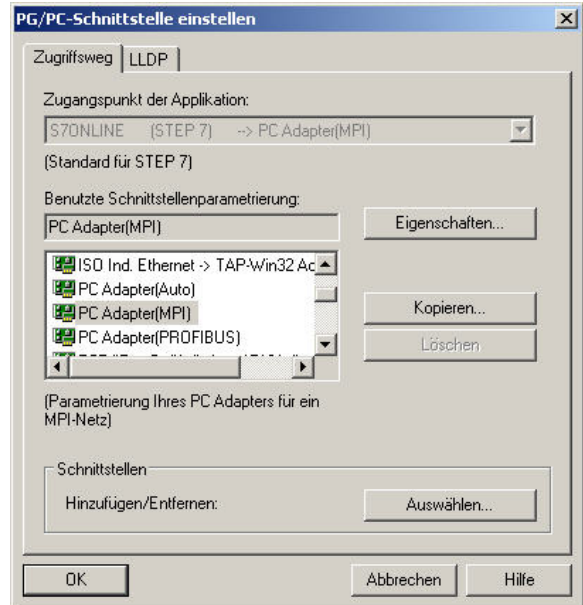 PG/PC-Schnittstelle einstellen
Zugriffsweg LLDP
Zugangspunkt der Applikation:
S7ONLINE (STEP 7) --> PC Adapter(MPI)
(Standard für STEP 7)
Benutzte Schnittstellenparametrierung:
PC Adapter(MPI)
Eigenschaften...
ISO Ind. Ethernet -> TAP-Win32 Ac
PC Adapter(Auto)
PC Adapter(MPI)
PC Adapter(PROFIBUS)
Kopieren...
Löschen
(Parametrierung Ihres PC Adapters für ein
MPI-Netz)
Schnittstellen
Hinzufügen/Entfernen:
Auswählen...
OK
Abbrechen
Hilfe